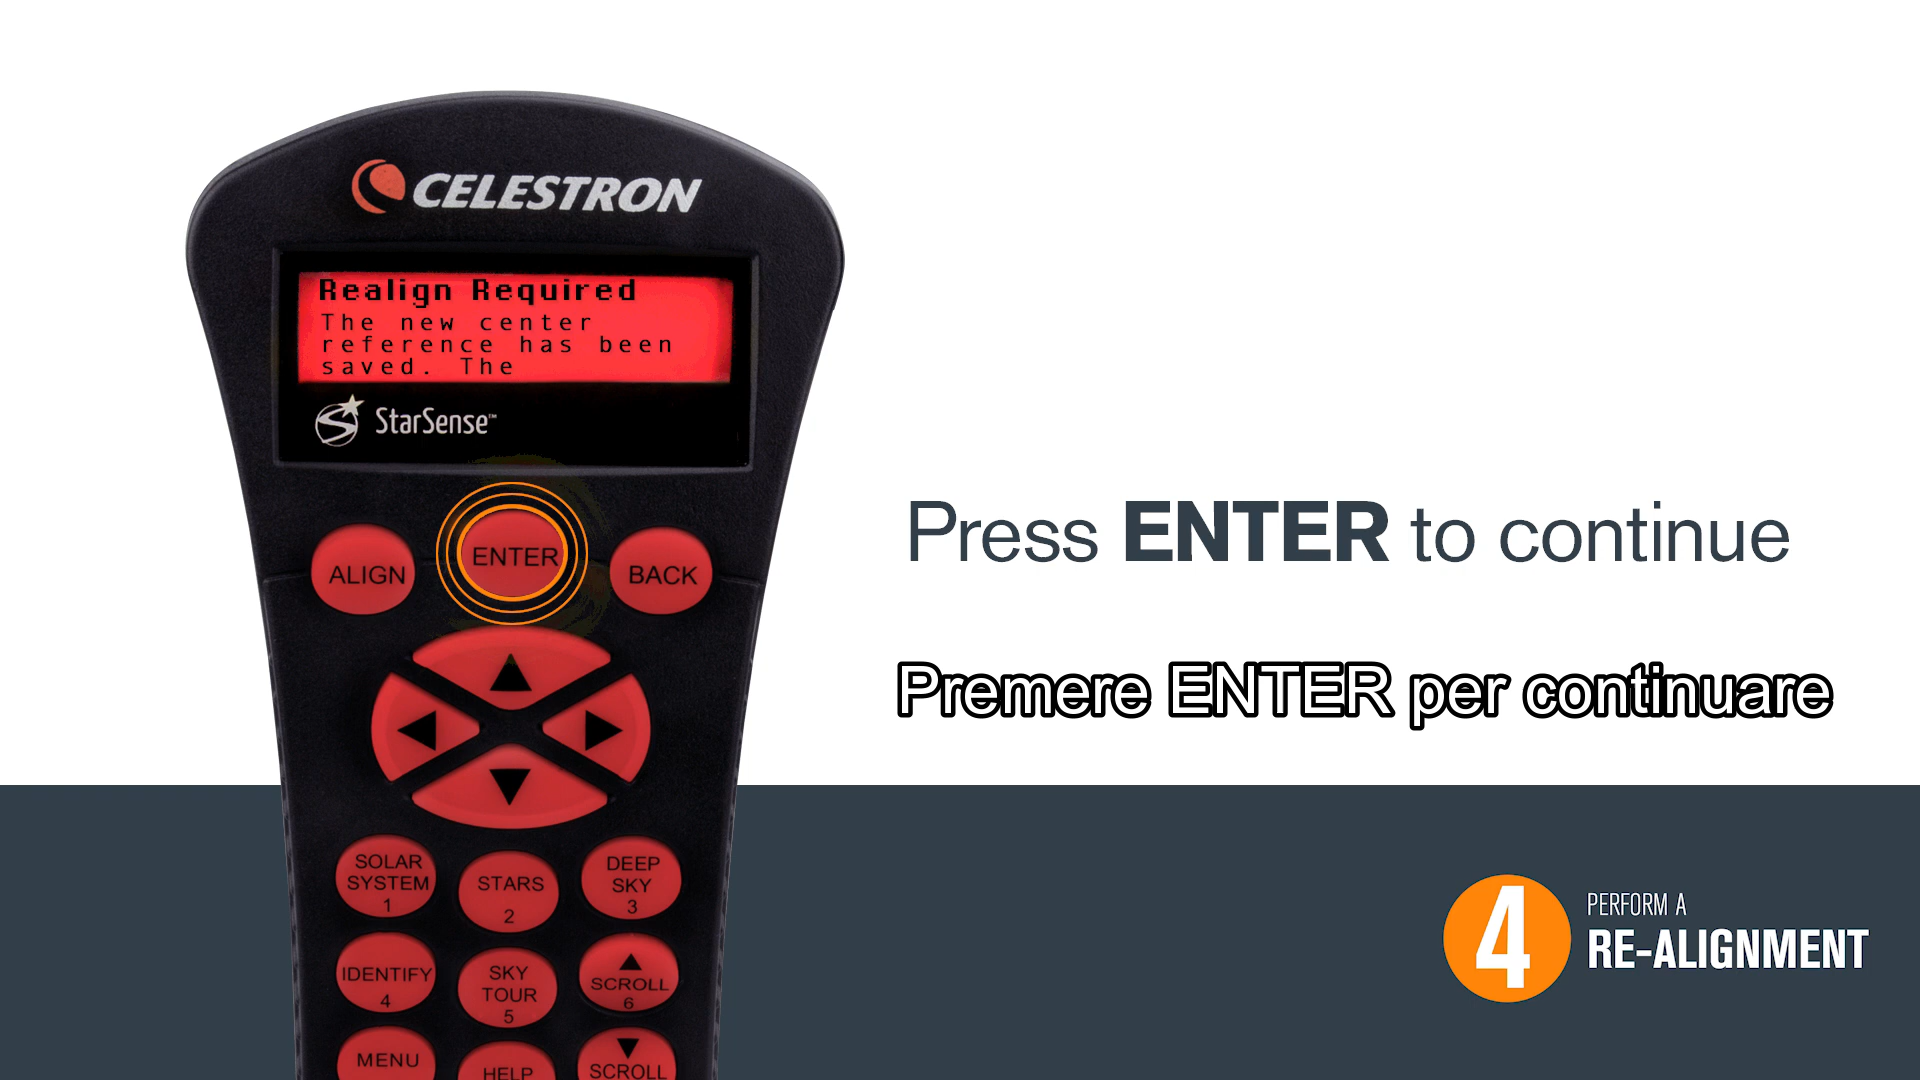 CELESTRON
Realign Required
The new center
reference has been
saved. The
StarSense™
ALIGN
ENTER
BACK
Press ENTER to continue
Premere ENTER per continuare
SOLAR
SYSTEM
1
STARS
2
DEEP
SKY
3
IDENTIFY
4
SKY
TOUR
5
SCROLL
6
MENU
HELP
SCROLL
4
PERFORM A
RE-ALIGNMENT